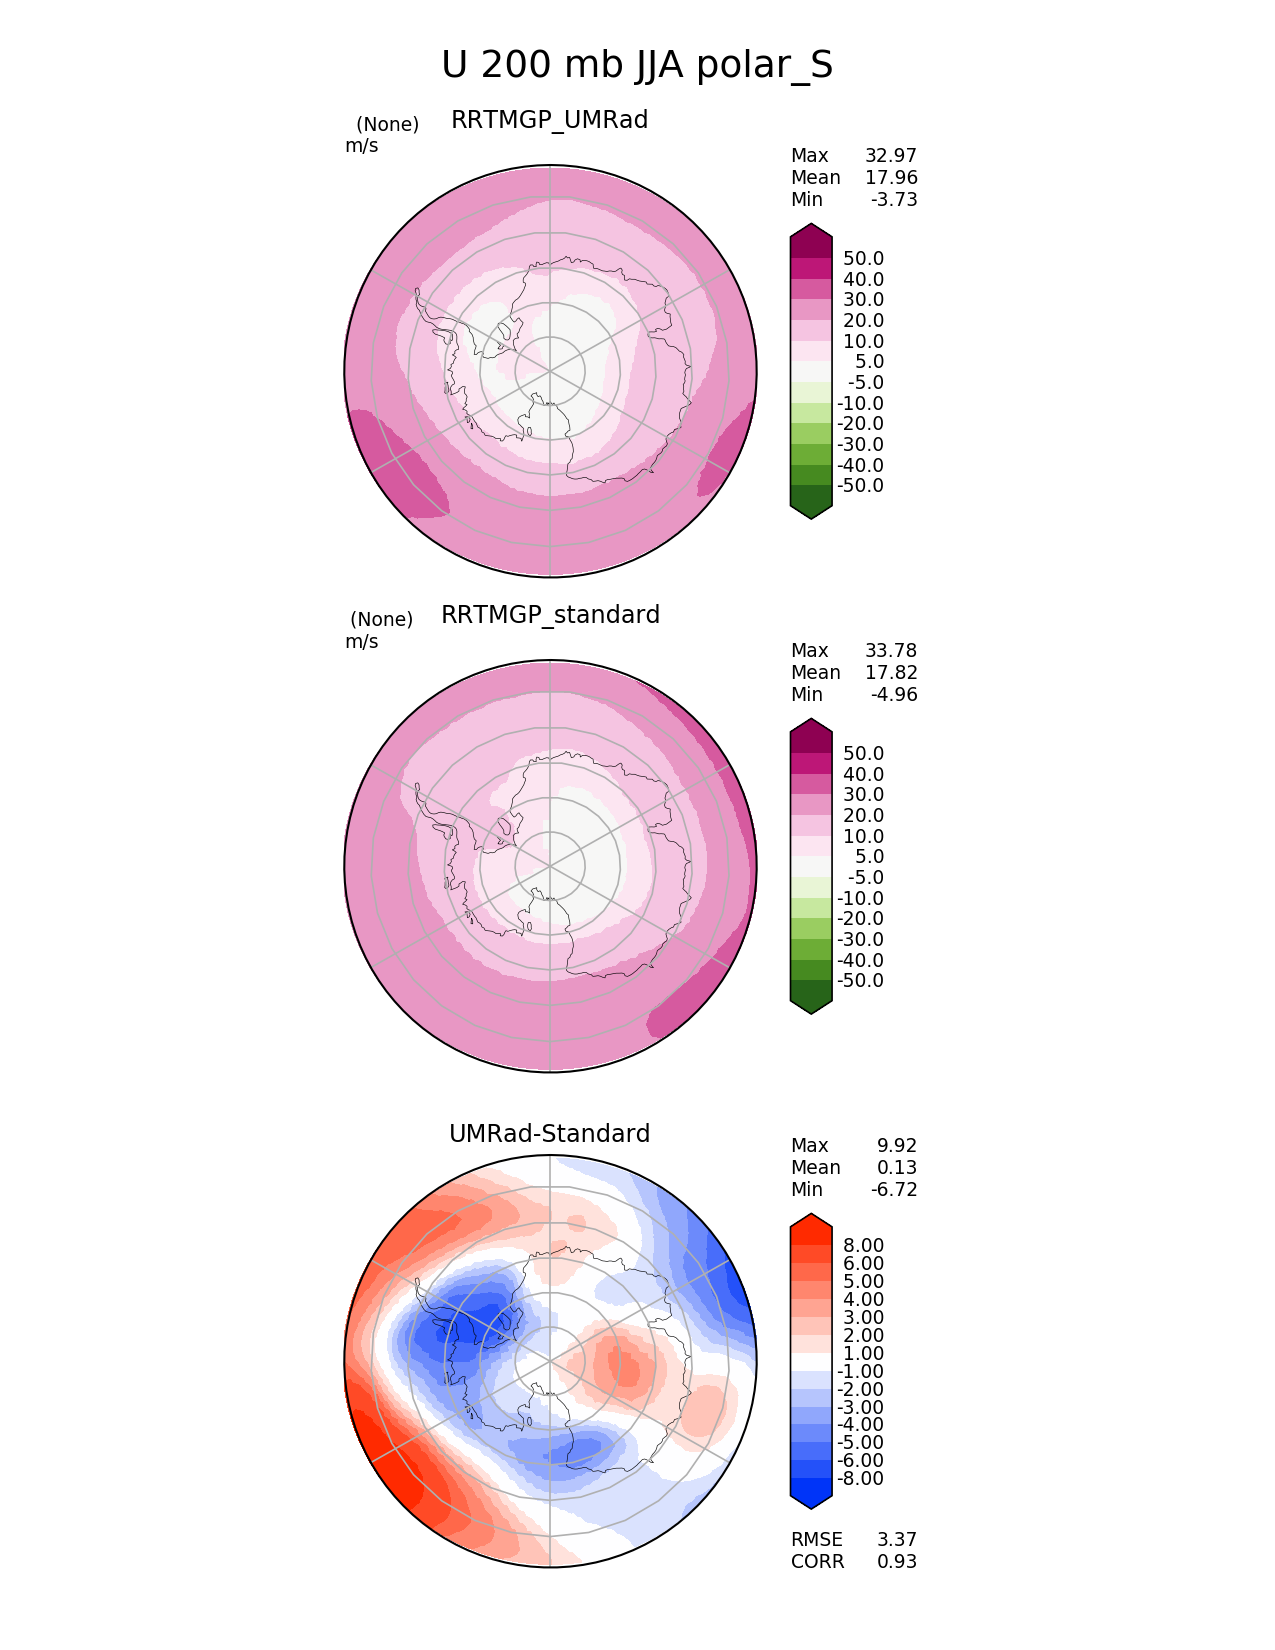 U 200 mb JJA polar_S
(None)
RRTMGP_UMRad
m/s
Max 32.97
Mean 17.96
Min -3.73
50.0
40.0
30.0
20.0
10.0
5.0
-5.0
-10.0
-20.0
-30.0
-40.0
-50.0
(None)
RRTMGP_standard
m/s
Max 33.78
Mean 17.82
Min -4.96
50.0
40.0
30.0
20.0
10.0
5.0
-5.0
-10.0
-20.0
-30.0
-40.0
-50.0
UMRad-Standard
Max 9.92
Mean 0.13
Min -6.72
8.00
6.00
5.00
4.00
3.00
2.00
1.00
-1.00
-2.00
-3.00
-4.00
-5.00
-6.00
-8.00
RMSE 3.37
CORR 0.93